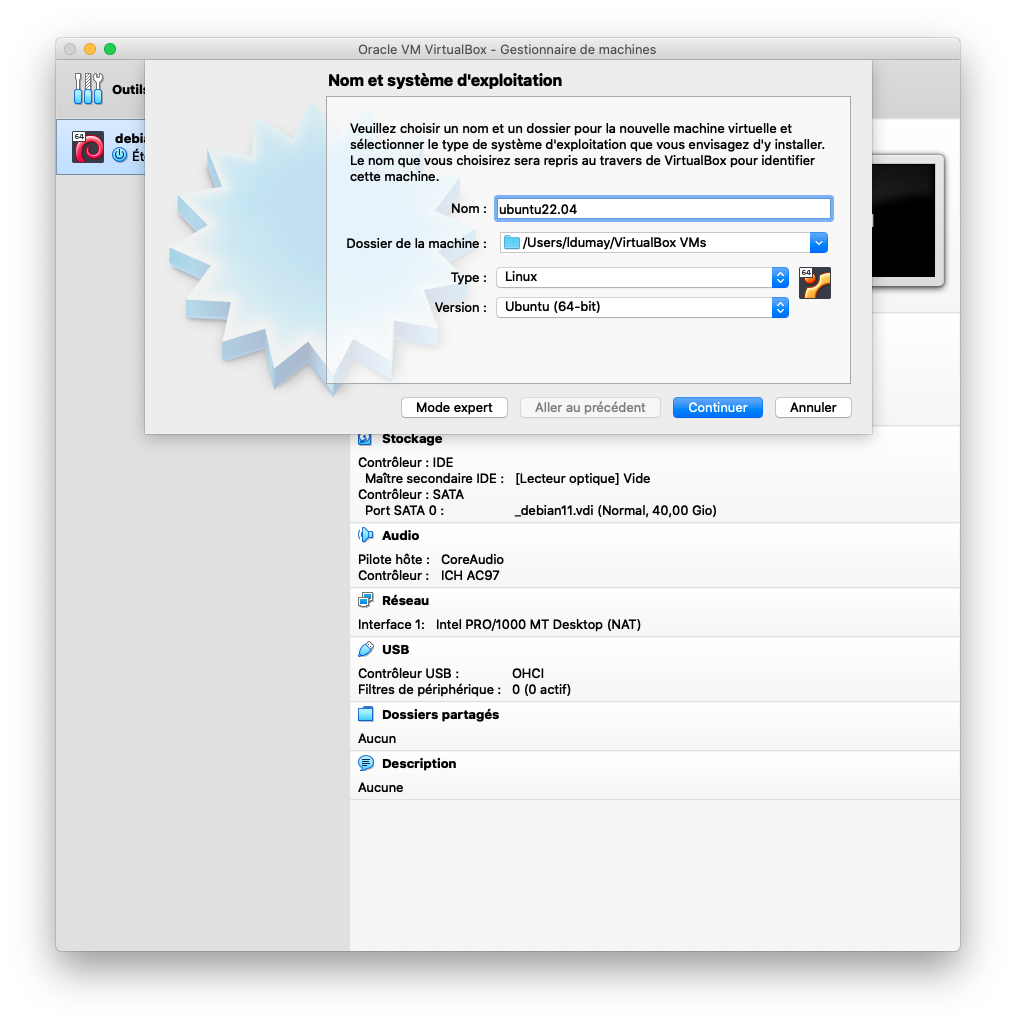 Oracle VM VirtualBox - Gestionnaire de machines
Outils
Nom et système d'exploitation
64
debi
Ét
Veuillez choisir un nom et un dossier pour la nouvelle machine virtuelle et
sélectionner le type de système d'exploitation que vous envisagez d'y installer.
Le nom que vous choisirez sera repris au travers de VirtualBox pour identifier
cette machine.
Nom : ubuntu22.04
Dossier de la machine : /Users/ldumay/VirtualBox VMs
Type : Linux
64
Version : Ubuntu (64-bit)
Mode expert Aller au précédent Continuer Annuler
Stockage
Contrôleur : IDE
Maître secondaire IDE : [Lecteur optique] Vide
Contrôleur : SATA
Port SATA 0 : _debian11.vdi (Normal, 40,00 Gio)
Audio
Pilote hôte : CoreAudio
Contrôleur : ICH AC97
Réseau
Interface 1: Intel PRO/1000 MT Desktop (NAT)
USB
Contrôleur USB : OHCI
Filtres de périphérique : 0 (0 actif)
Dossiers partagés
Aucun
Description
Aucune